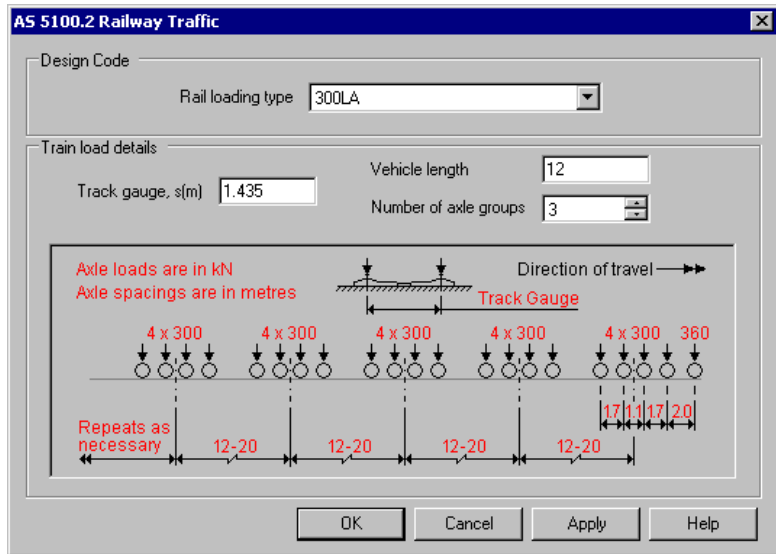 AS 5100.2 Railway Traffic
Design Code
Rail loading type 300LA
Train load details
Track gauge, s(m) 1.435
Vehicle length 12
Number of axle groups 3
Axle loads are in kN
Axle spacings are in metres
Direction of travel
Track Gauge
4 x 300 4 x 300 4 x 300 4 x 300 4 x 300 360
1.7 1.1 1.7 2.0
Repeats as
necessary
12-20 12-20 12-20 12-20
OK Cancel Apply Help